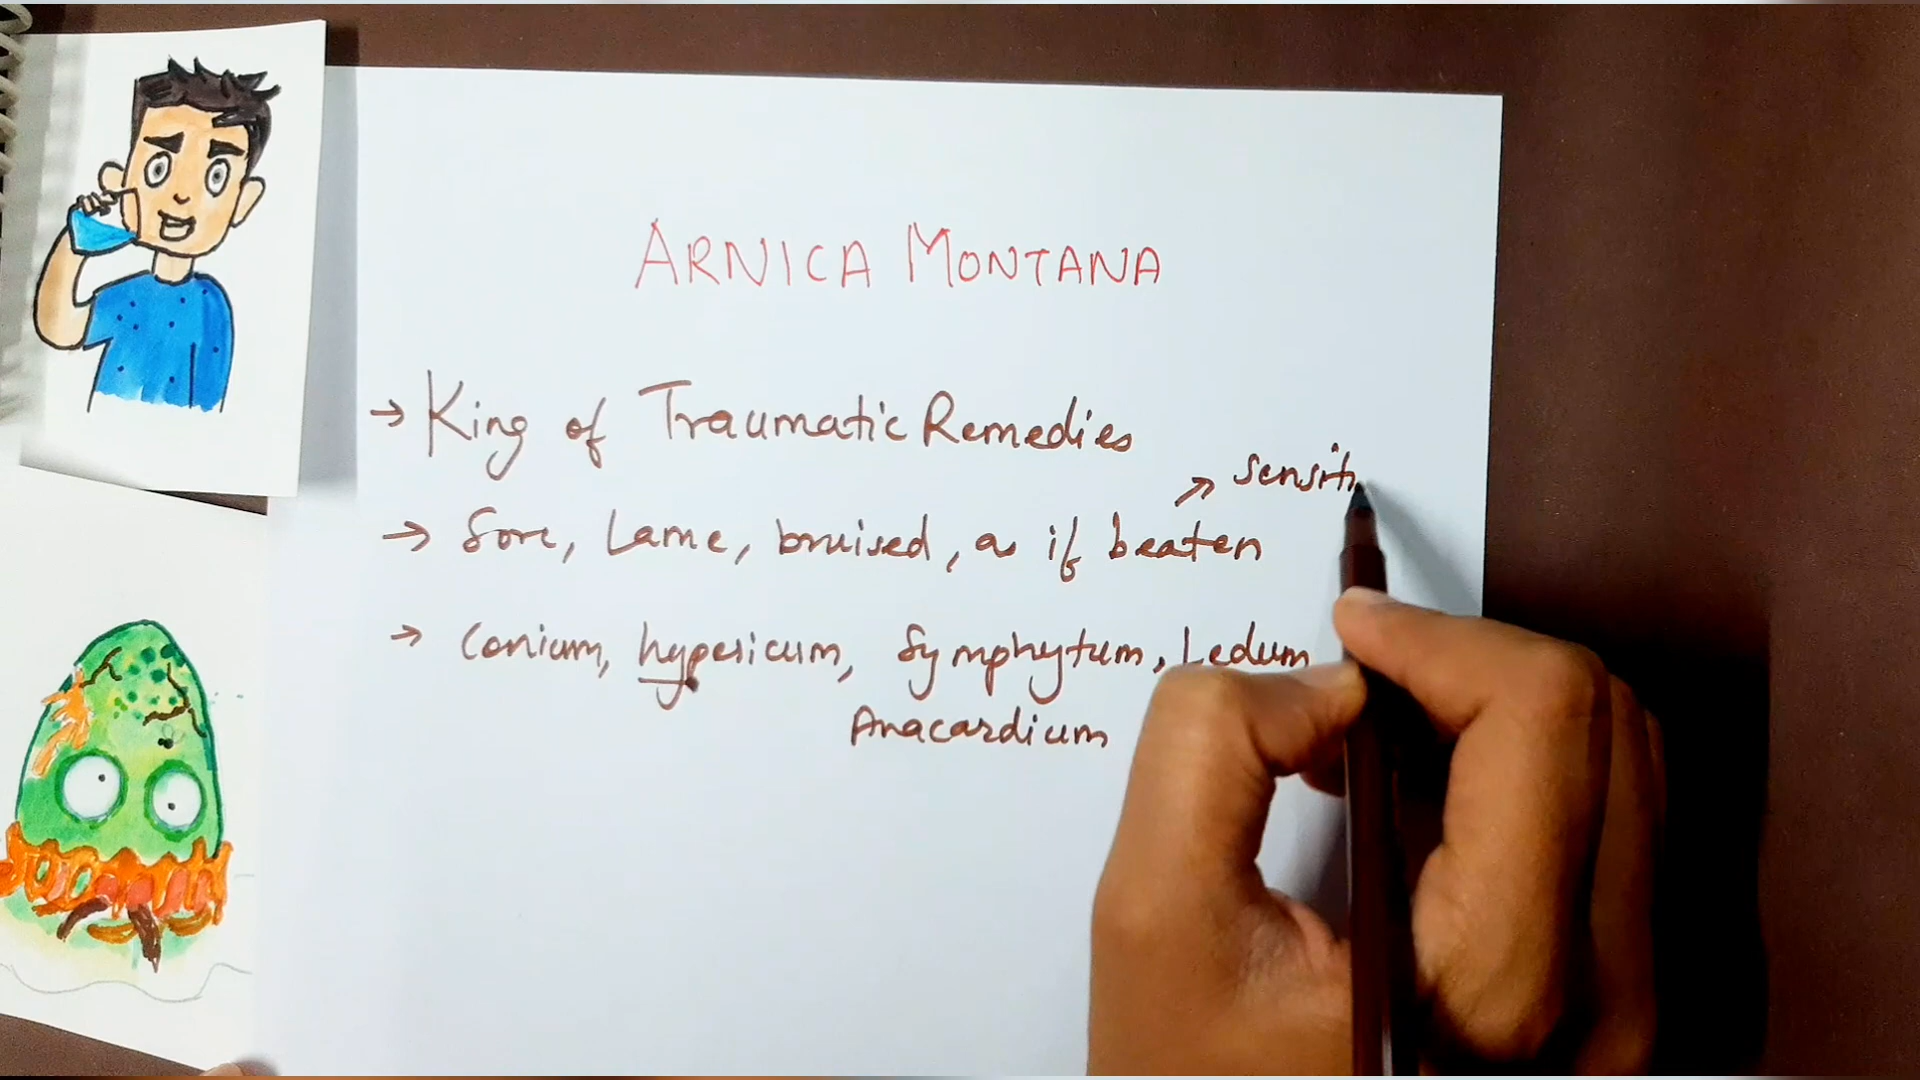 ARNICA MONTANA
→ King of Traumatic Remedies
↗ Sensiti
→ Sore, Lame, bruised, as if beaten
→ Conium, hypericum, Symphytum, Ledum
Anacardium